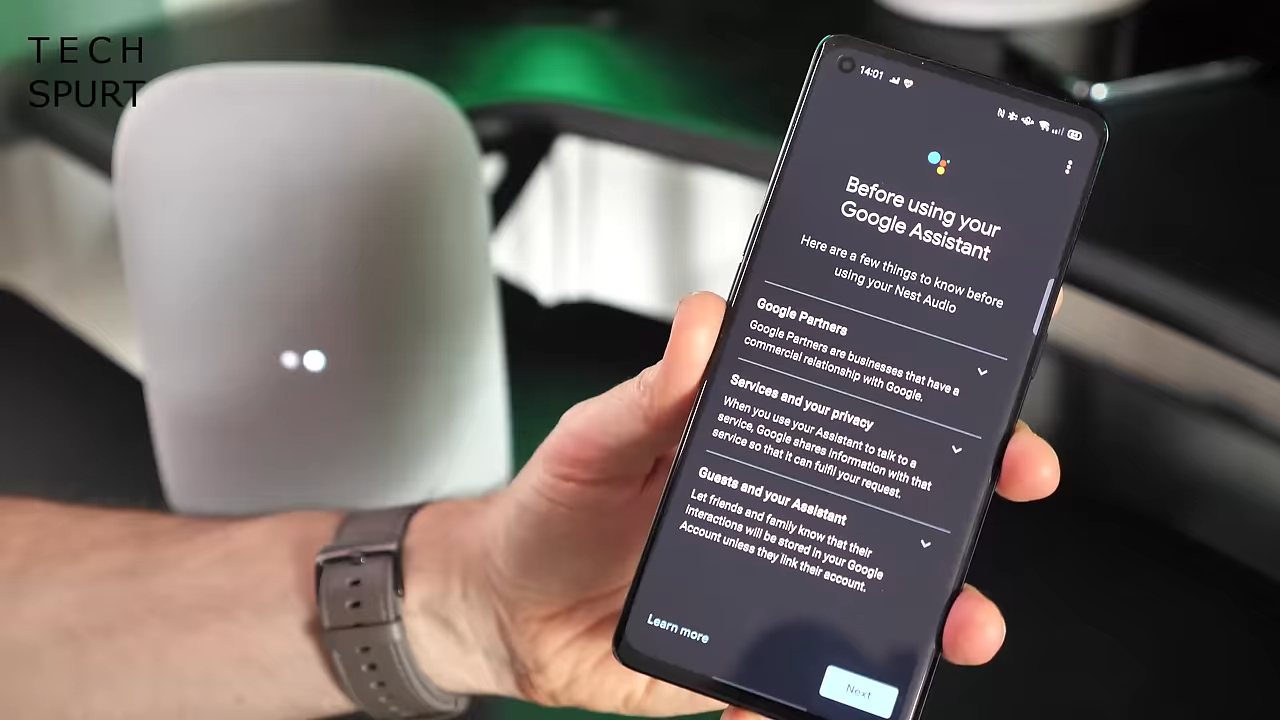 TECH
SPURT
14:01
Before using your
Google Assistant
Here are a few things to know before
using your Nest Audio
Google Partners
Google Partners are businesses that have a
commercial relationship with Google.
Services and your privacy
When you use your Assistant to talk to a
service, Google shares information with that
service so that it can fulfil your request.
Guests and your Assistant
Let friends and family know that their
interactions will be stored in your Google
Account unless they link their account.
Learn more
Next